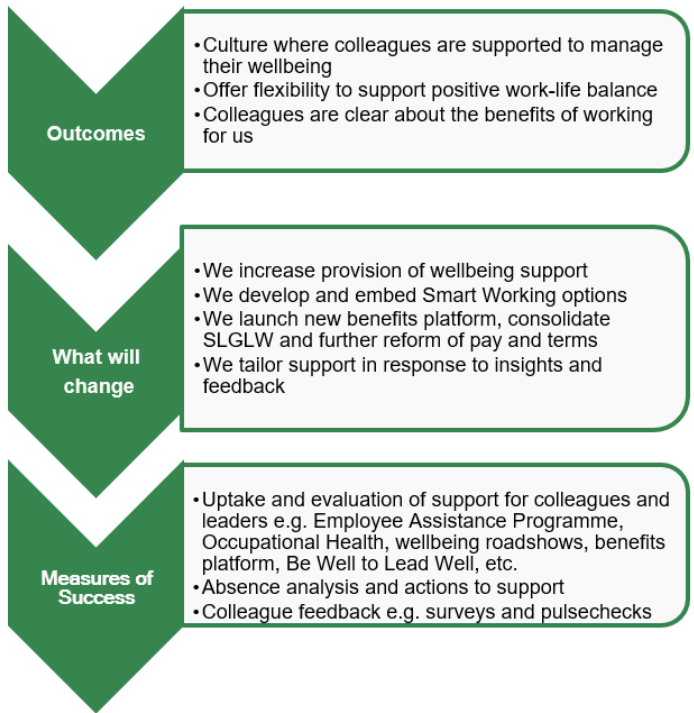 Outcomes
•Culture where colleagues are supported to manage
their wellbeing
•Offer flexibility to support positive work-life balance
•Colleagues are clear about the benefits of working
for us
What will
change
•We increase provision of wellbeing support
•We develop and embed Smart Working options
•We launch new benefits platform, consolidate
SLGLW and further reform of pay and terms
•We tailor support in response to insights and
feedback
Measures of
Success
•Uptake and evaluation of support for colleagues and
leaders e.g. Employee Assistance Programme,
Occupational Health, wellbeing roadshows, benefits
platform, Be Well to Lead Well, etc.
•Absence analysis and actions to support
•Colleague feedback e.g. surveys and pulsechecks